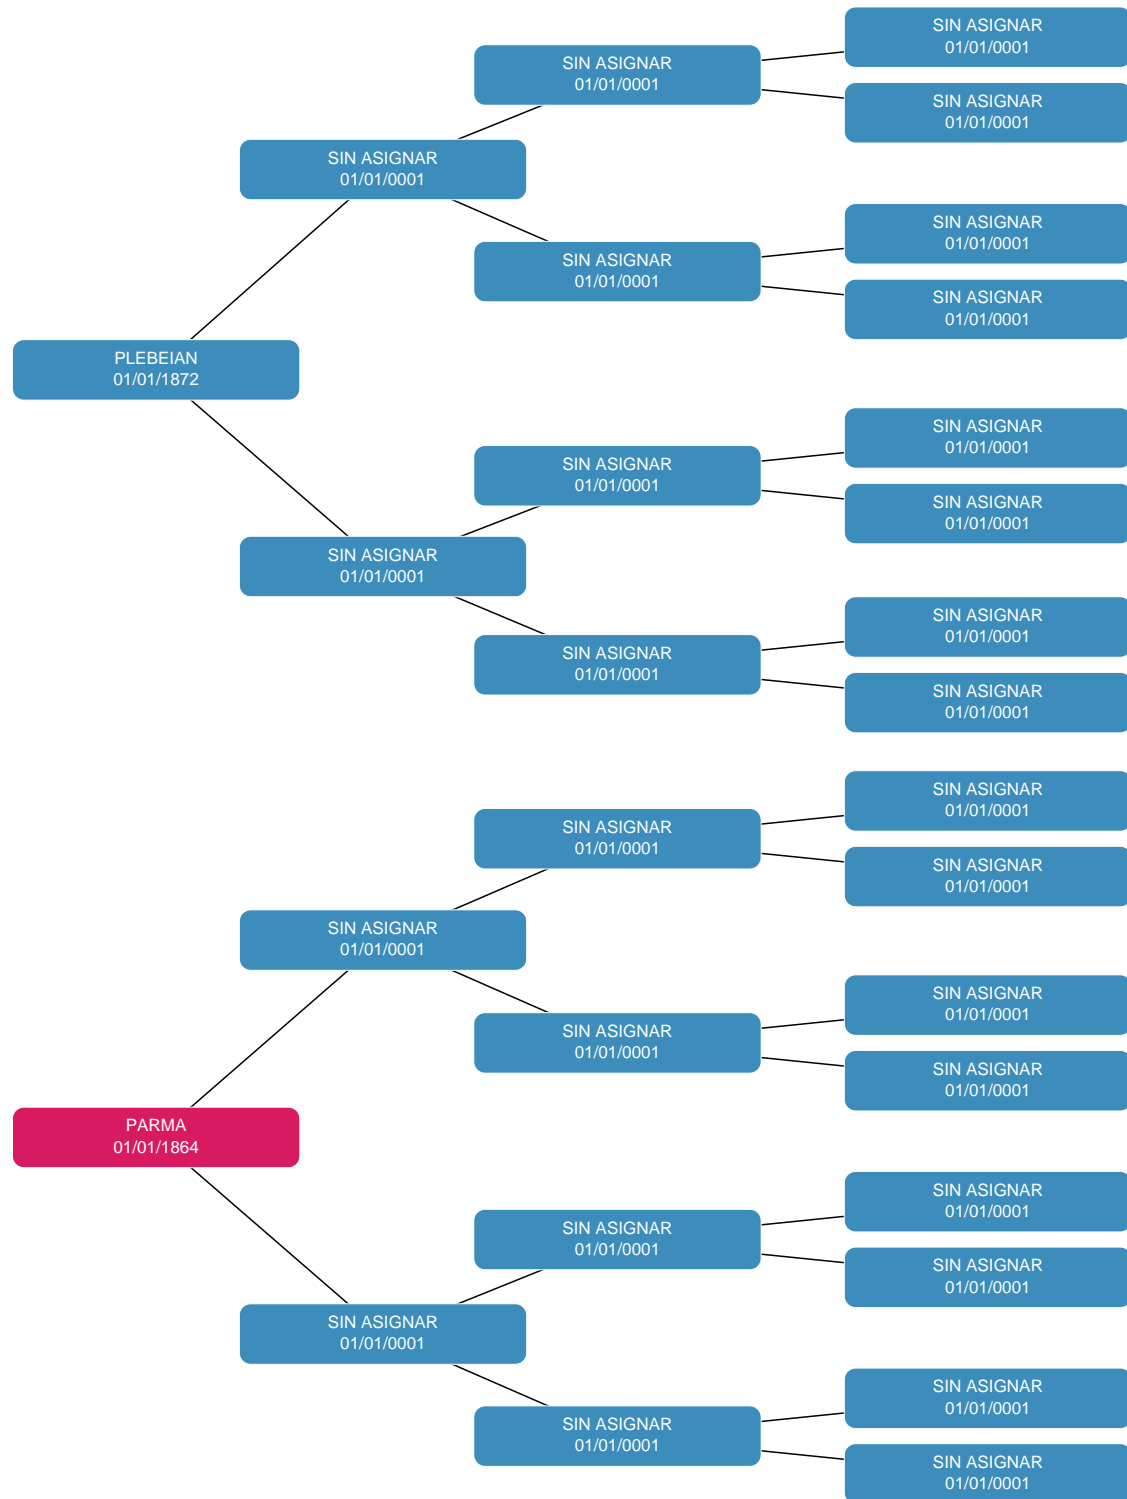 SIN ASIGNAR
01/01/0001
SIN ASIGNAR
01/01/0001
SIN ASIGNAR
01/01/0001
SIN ASIGNAR
01/01/0001
SIN ASIGNAR
01/01/0001
SIN ASIGNAR
01/01/0001
SIN ASIGNAR
01/01/0001
PLEBEIAN
01/01/1872
SIN ASIGNAR
01/01/0001
SIN ASIGNAR
01/01/0001
SIN ASIGNAR
01/01/0001
SIN ASIGNAR
01/01/0001
SIN ASIGNAR
01/01/0001
SIN ASIGNAR
01/01/0001
SIN ASIGNAR
01/01/0001
SIN ASIGNAR
01/01/0001
SIN ASIGNAR
01/01/0001
SIN ASIGNAR
01/01/0001
SIN ASIGNAR
01/01/0001
SIN ASIGNAR
01/01/0001
SIN ASIGNAR
01/01/0001
SIN ASIGNAR
01/01/0001
PARMA
01/01/1864
SIN ASIGNAR
01/01/0001
SIN ASIGNAR
01/01/0001
SIN ASIGNAR
01/01/0001
SIN ASIGNAR
01/01/0001
SIN ASIGNAR
01/01/0001
SIN ASIGNAR
01/01/0001
SIN ASIGNAR
01/01/0001